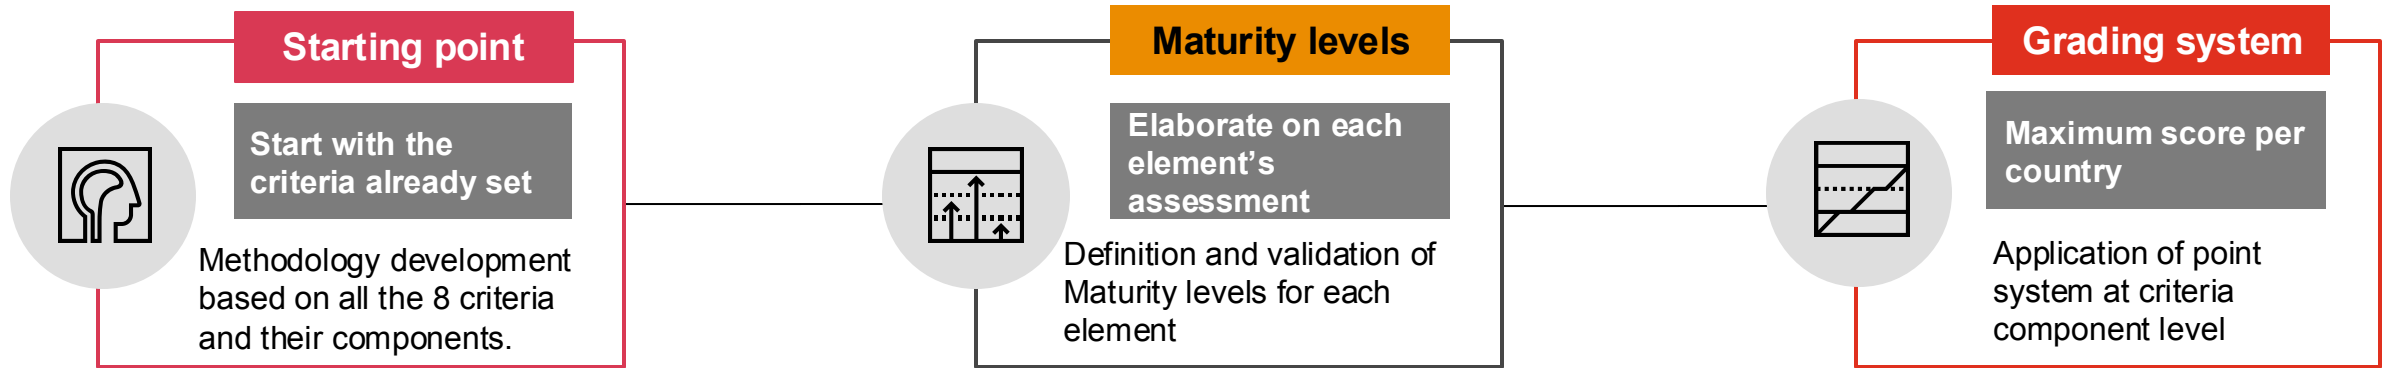 Starting point
Start with the
criteria already set
Methodology development
based on all the 8 criteria
and their components.
Maturity levels
Elaborate on each
element’s
assessment
Definition and validation of
Maturity levels for each
element
Grading system
Maximum score per
country
Application of point
system at criteria
component level